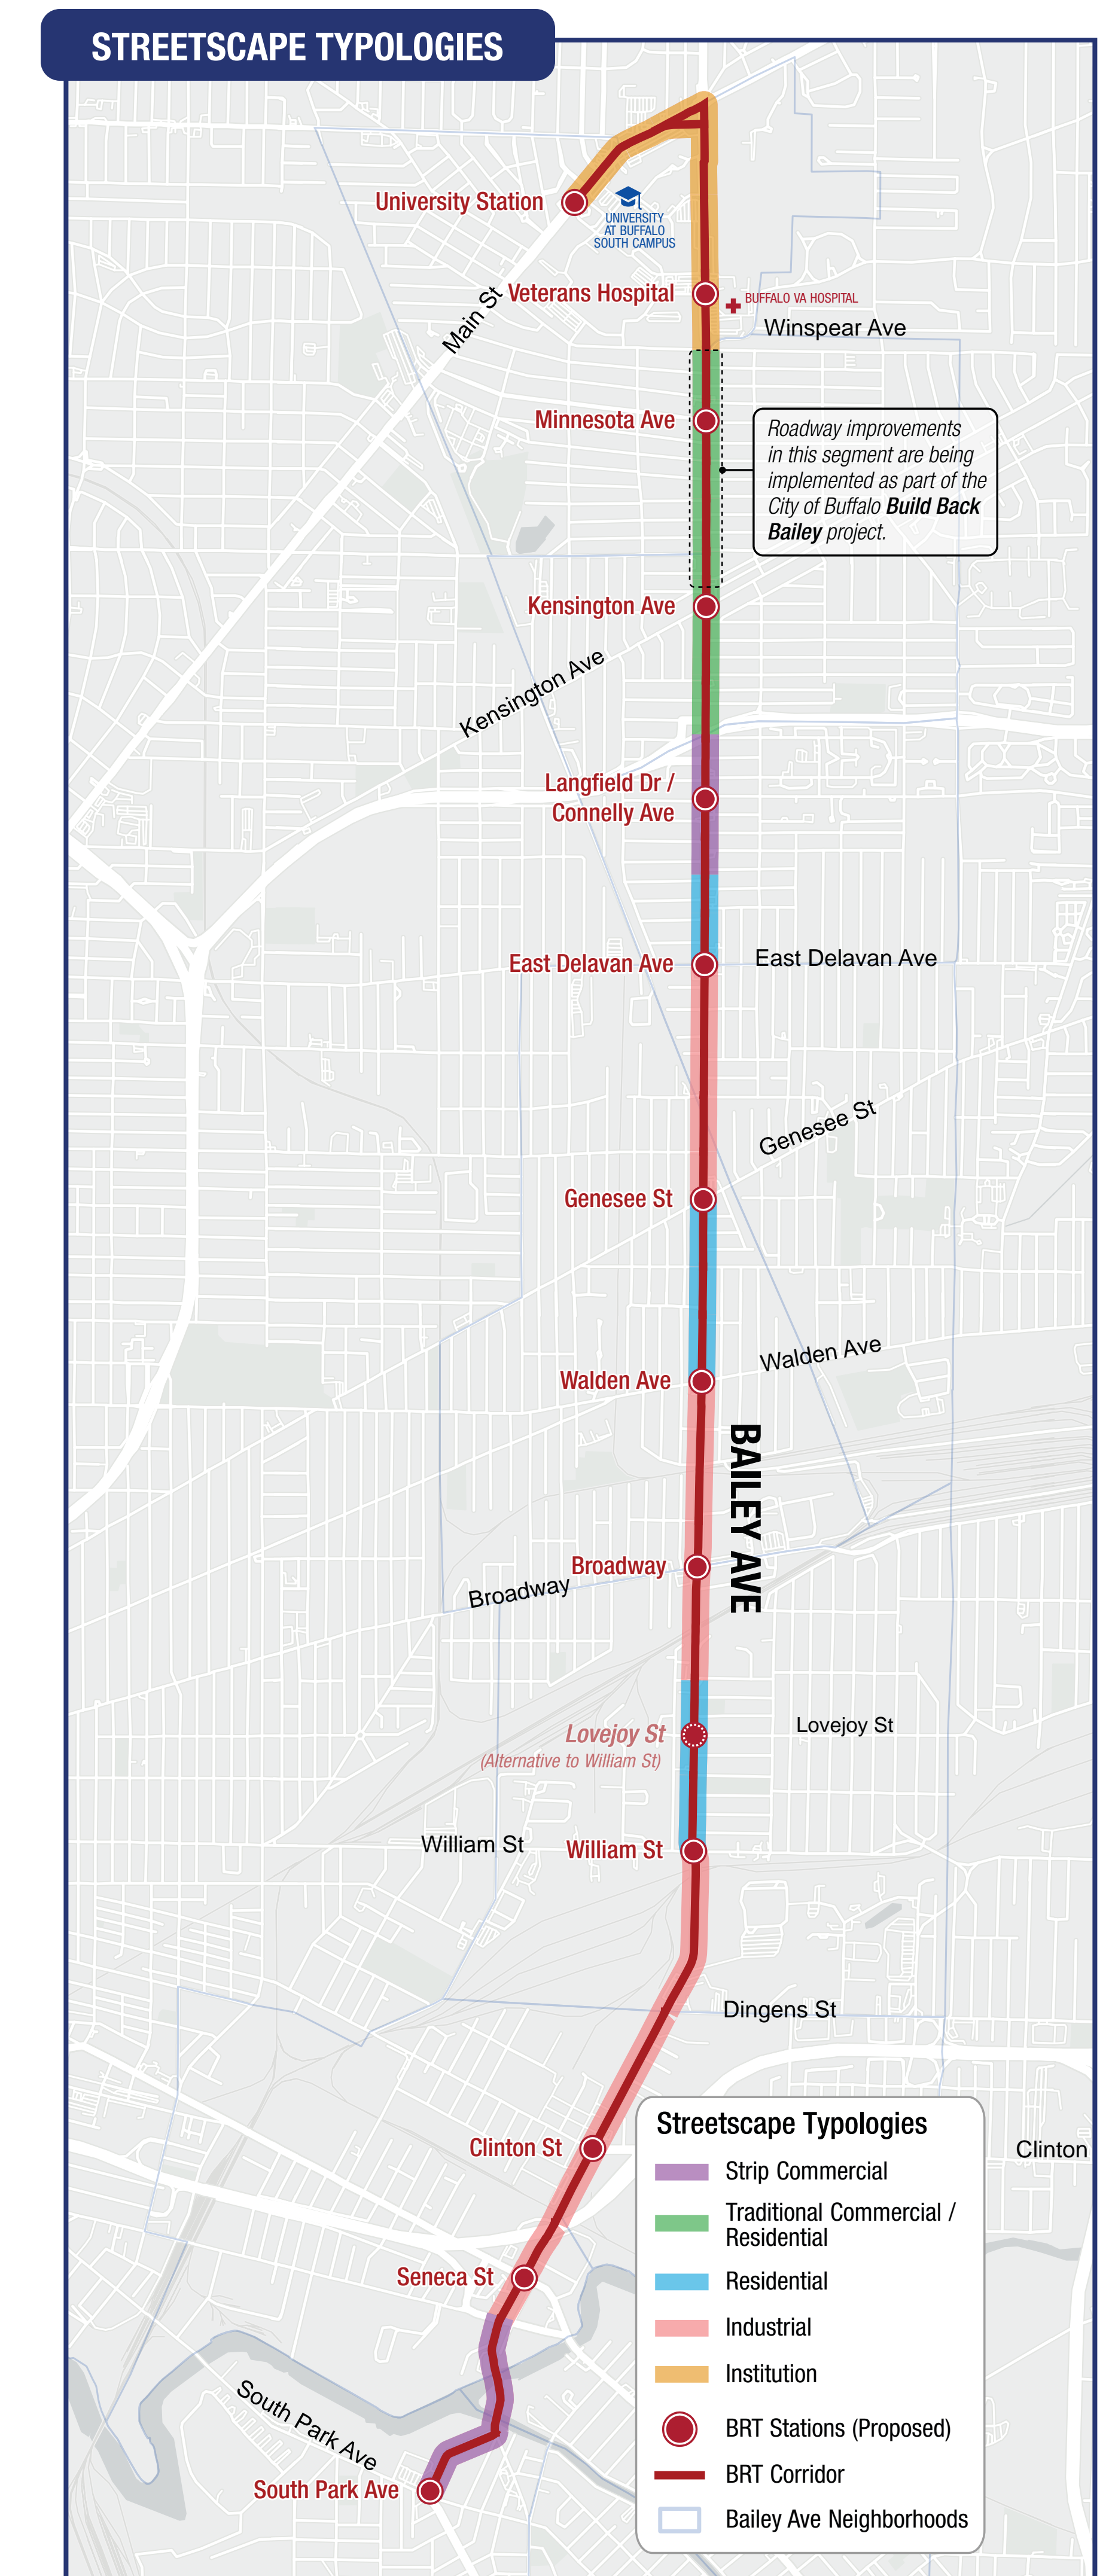 STREETSCAPE TYPOLOGIES
University Station
UNIVERSITY
AT BUFFALO
SOUTH CAMPUS
Main St
Veterans Hospital
BUFFALO VA HOSPITAL
Winspear Ave
Minnesota Ave
Roadway improvements
in this segment are being
implemented as part of the
City of Buffalo Build Back
Bailey project.
Kensington Ave
Kensington Ave
Langfield Dr /
Connelly Ave
East Delavan Ave
East Delavan Ave
Genesee St
Genesee St
Walden Ave
Walden Ave
BAILEY AVE
Broadway
Broadway
Lovejoy St
(Alternative to William St)
Lovejoy St
William St
William St
Dingens St
Clinton St
Clinton
Seneca St
South Park Ave
South Park Ave
Streetscape Typologies
Strip Commercial
Traditional Commercial /
Residential
Residential
Industrial
Institution
BRT Stations (Proposed)
BRT Corridor
Bailey Ave Neighborhoods